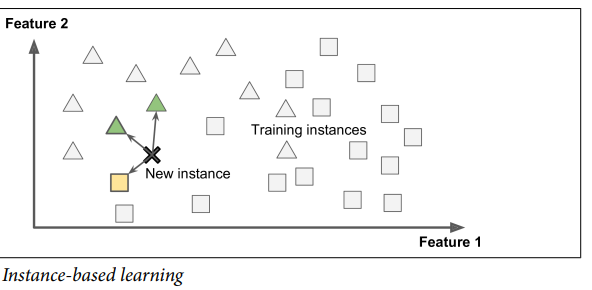 Feature 2
Training instances
New instance
Feature 1
Instance-based learning